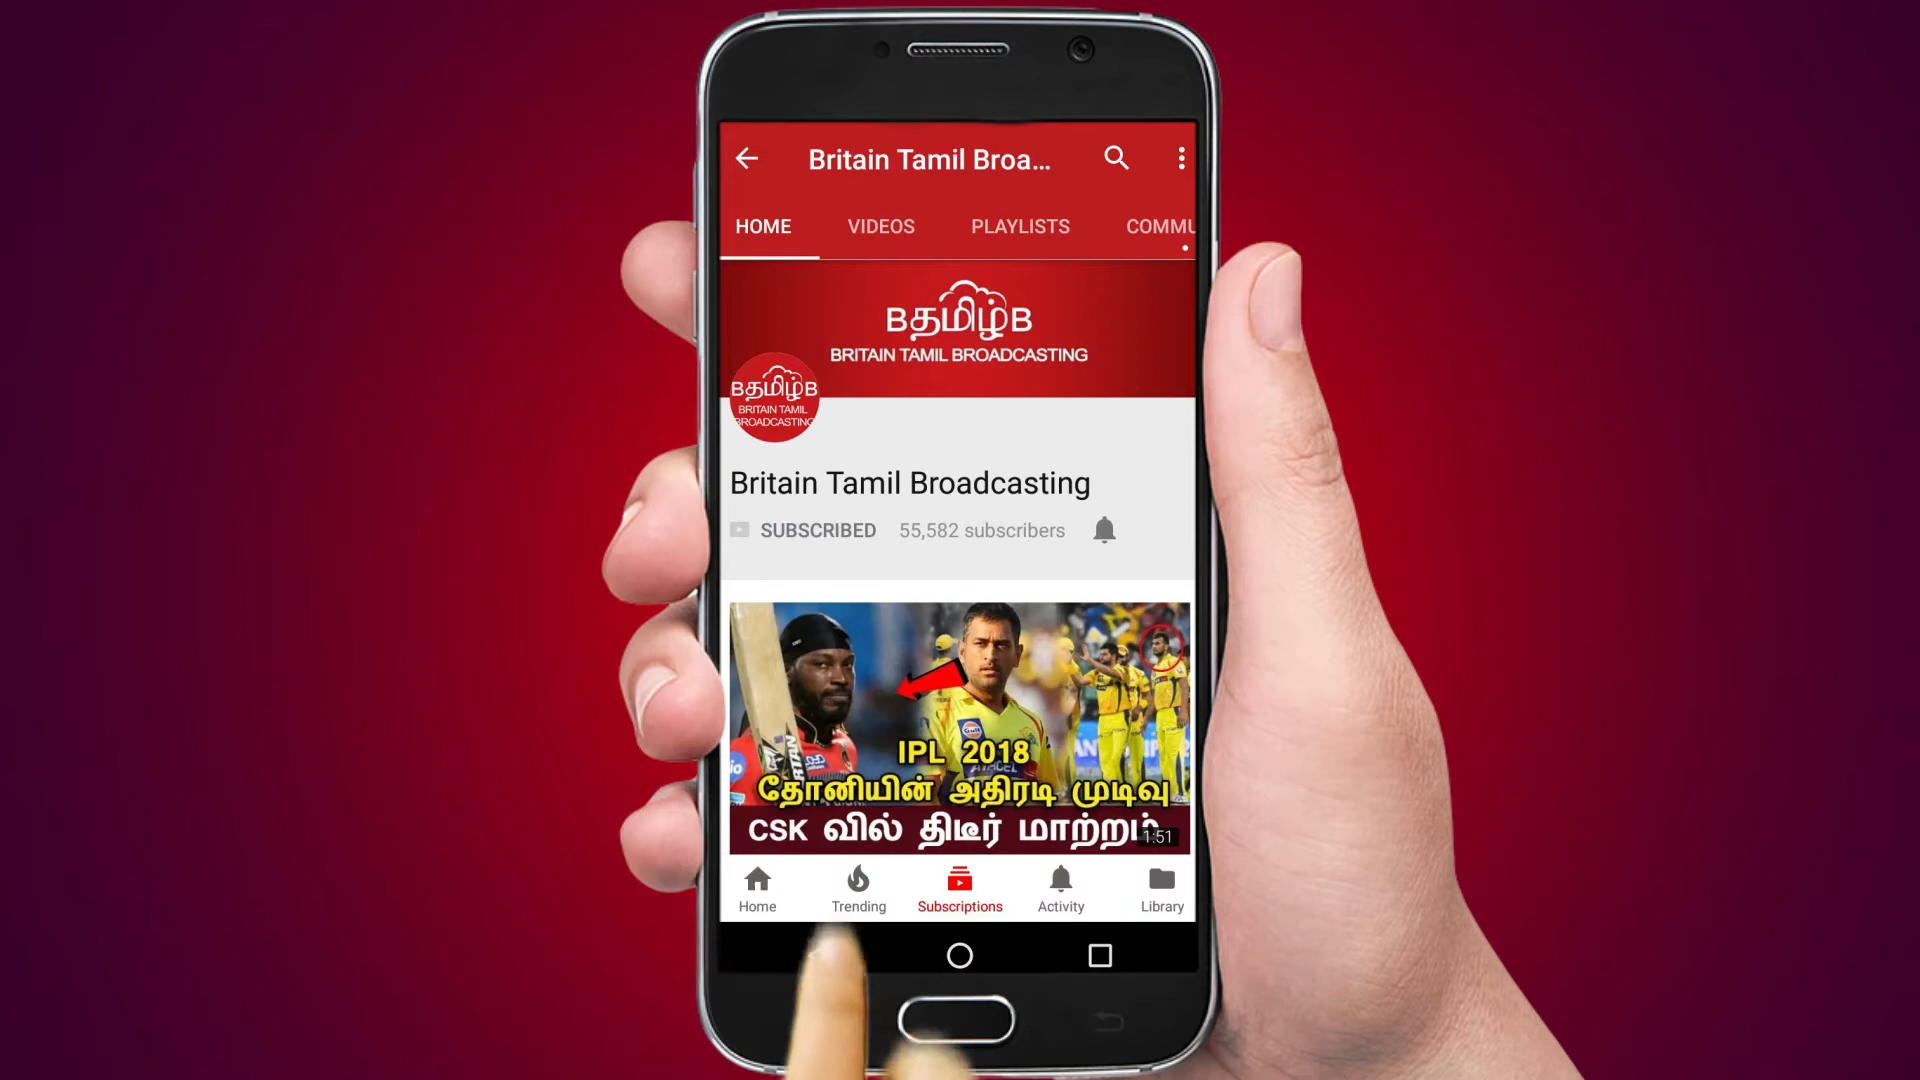 Britain Tamil Broa...
HOME VIDEOS PLAYLISTS COMMU
Bதமிழ்B
BRITAIN TAMIL BROADCASTING
Bதமிழ்B
BRITAIN TAMIL
BROADCASTING
Britain Tamil Broadcasting
SUBSCRIBED 55,582 subscribers
IPL 2018
தோனியின் அதிரடி முடிவு
CSK வில் திடீர் மாற்றம்
1:51
Home Trending Subscriptions Activity Library